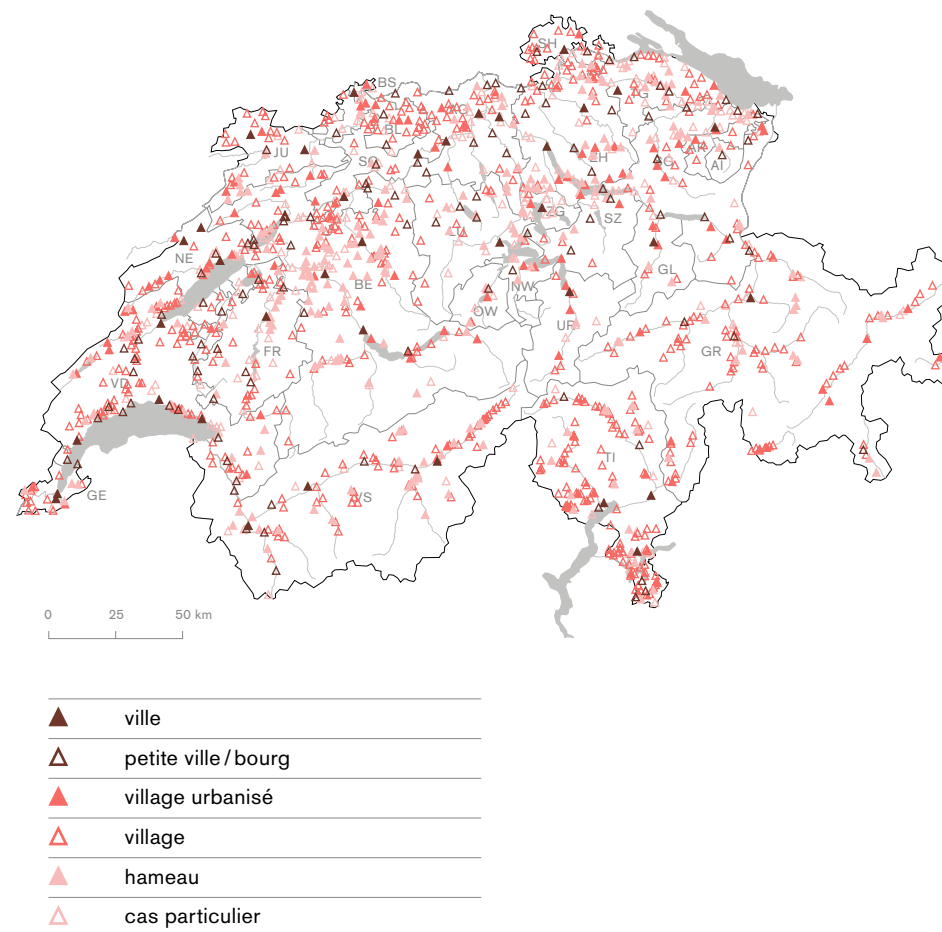 SH
BS
TG
AG
BL
ZH
JU
SO
AR
SG
AI
ZG
SZ
NE
GL
BE
NW
OW
UR
GR
FR
VD
TI
VS
GE
0 25 50 km
ville
petite ville / bourg
village urbanisé
village
hameau
cas particulier